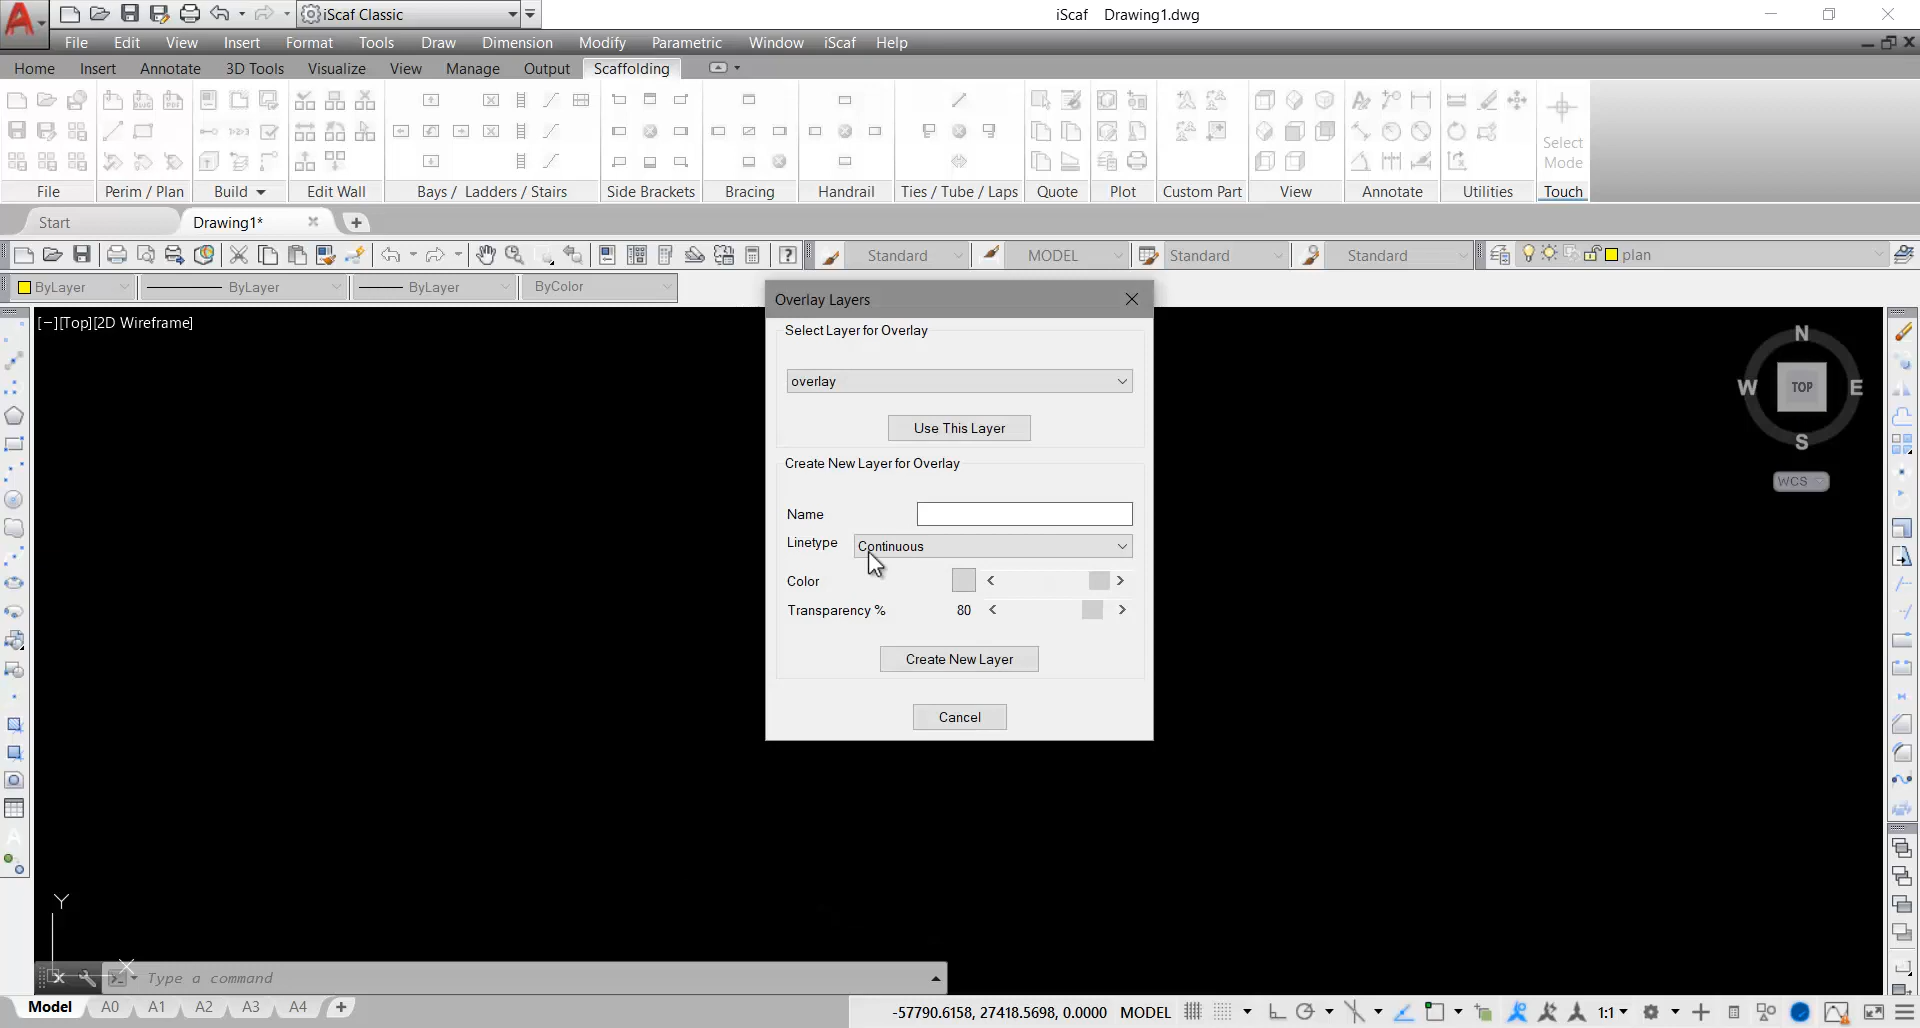 iScaf Classic
iScaf Drawing1.dwg
File Edit View Insert Format Tools Draw Dimension Modify Parametric Window iScaf Help
Home Insert Annotate 3D Tools Visualize View Manage Output Scaffolding
Select Mode
File Perim / Plan Build Edit Wall Bays / Ladders / Stairs Side Brackets Bracing Handrail Ties / Tube / Laps Quote Plot Custom Part View Annotate Utilities Touch
Start Drawing1*
Standard MODEL Standard Standard plan
ByLayer ByLayer ByLayer ByColor
[−][Top][2D Wireframe]
Overlay Layers
Select Layer for Overlay
overlay
Use This Layer
Create New Layer for Overlay
Name
Linetype Continuous
Color
Transparency % 80
Create New Layer
Cancel
N
W TOP E
S
WCS
Y
X
Type a command
Model A0 A1 A2 A3 A4
-57790.6158, 27418.5698, 0.0000 MODEL 1:1